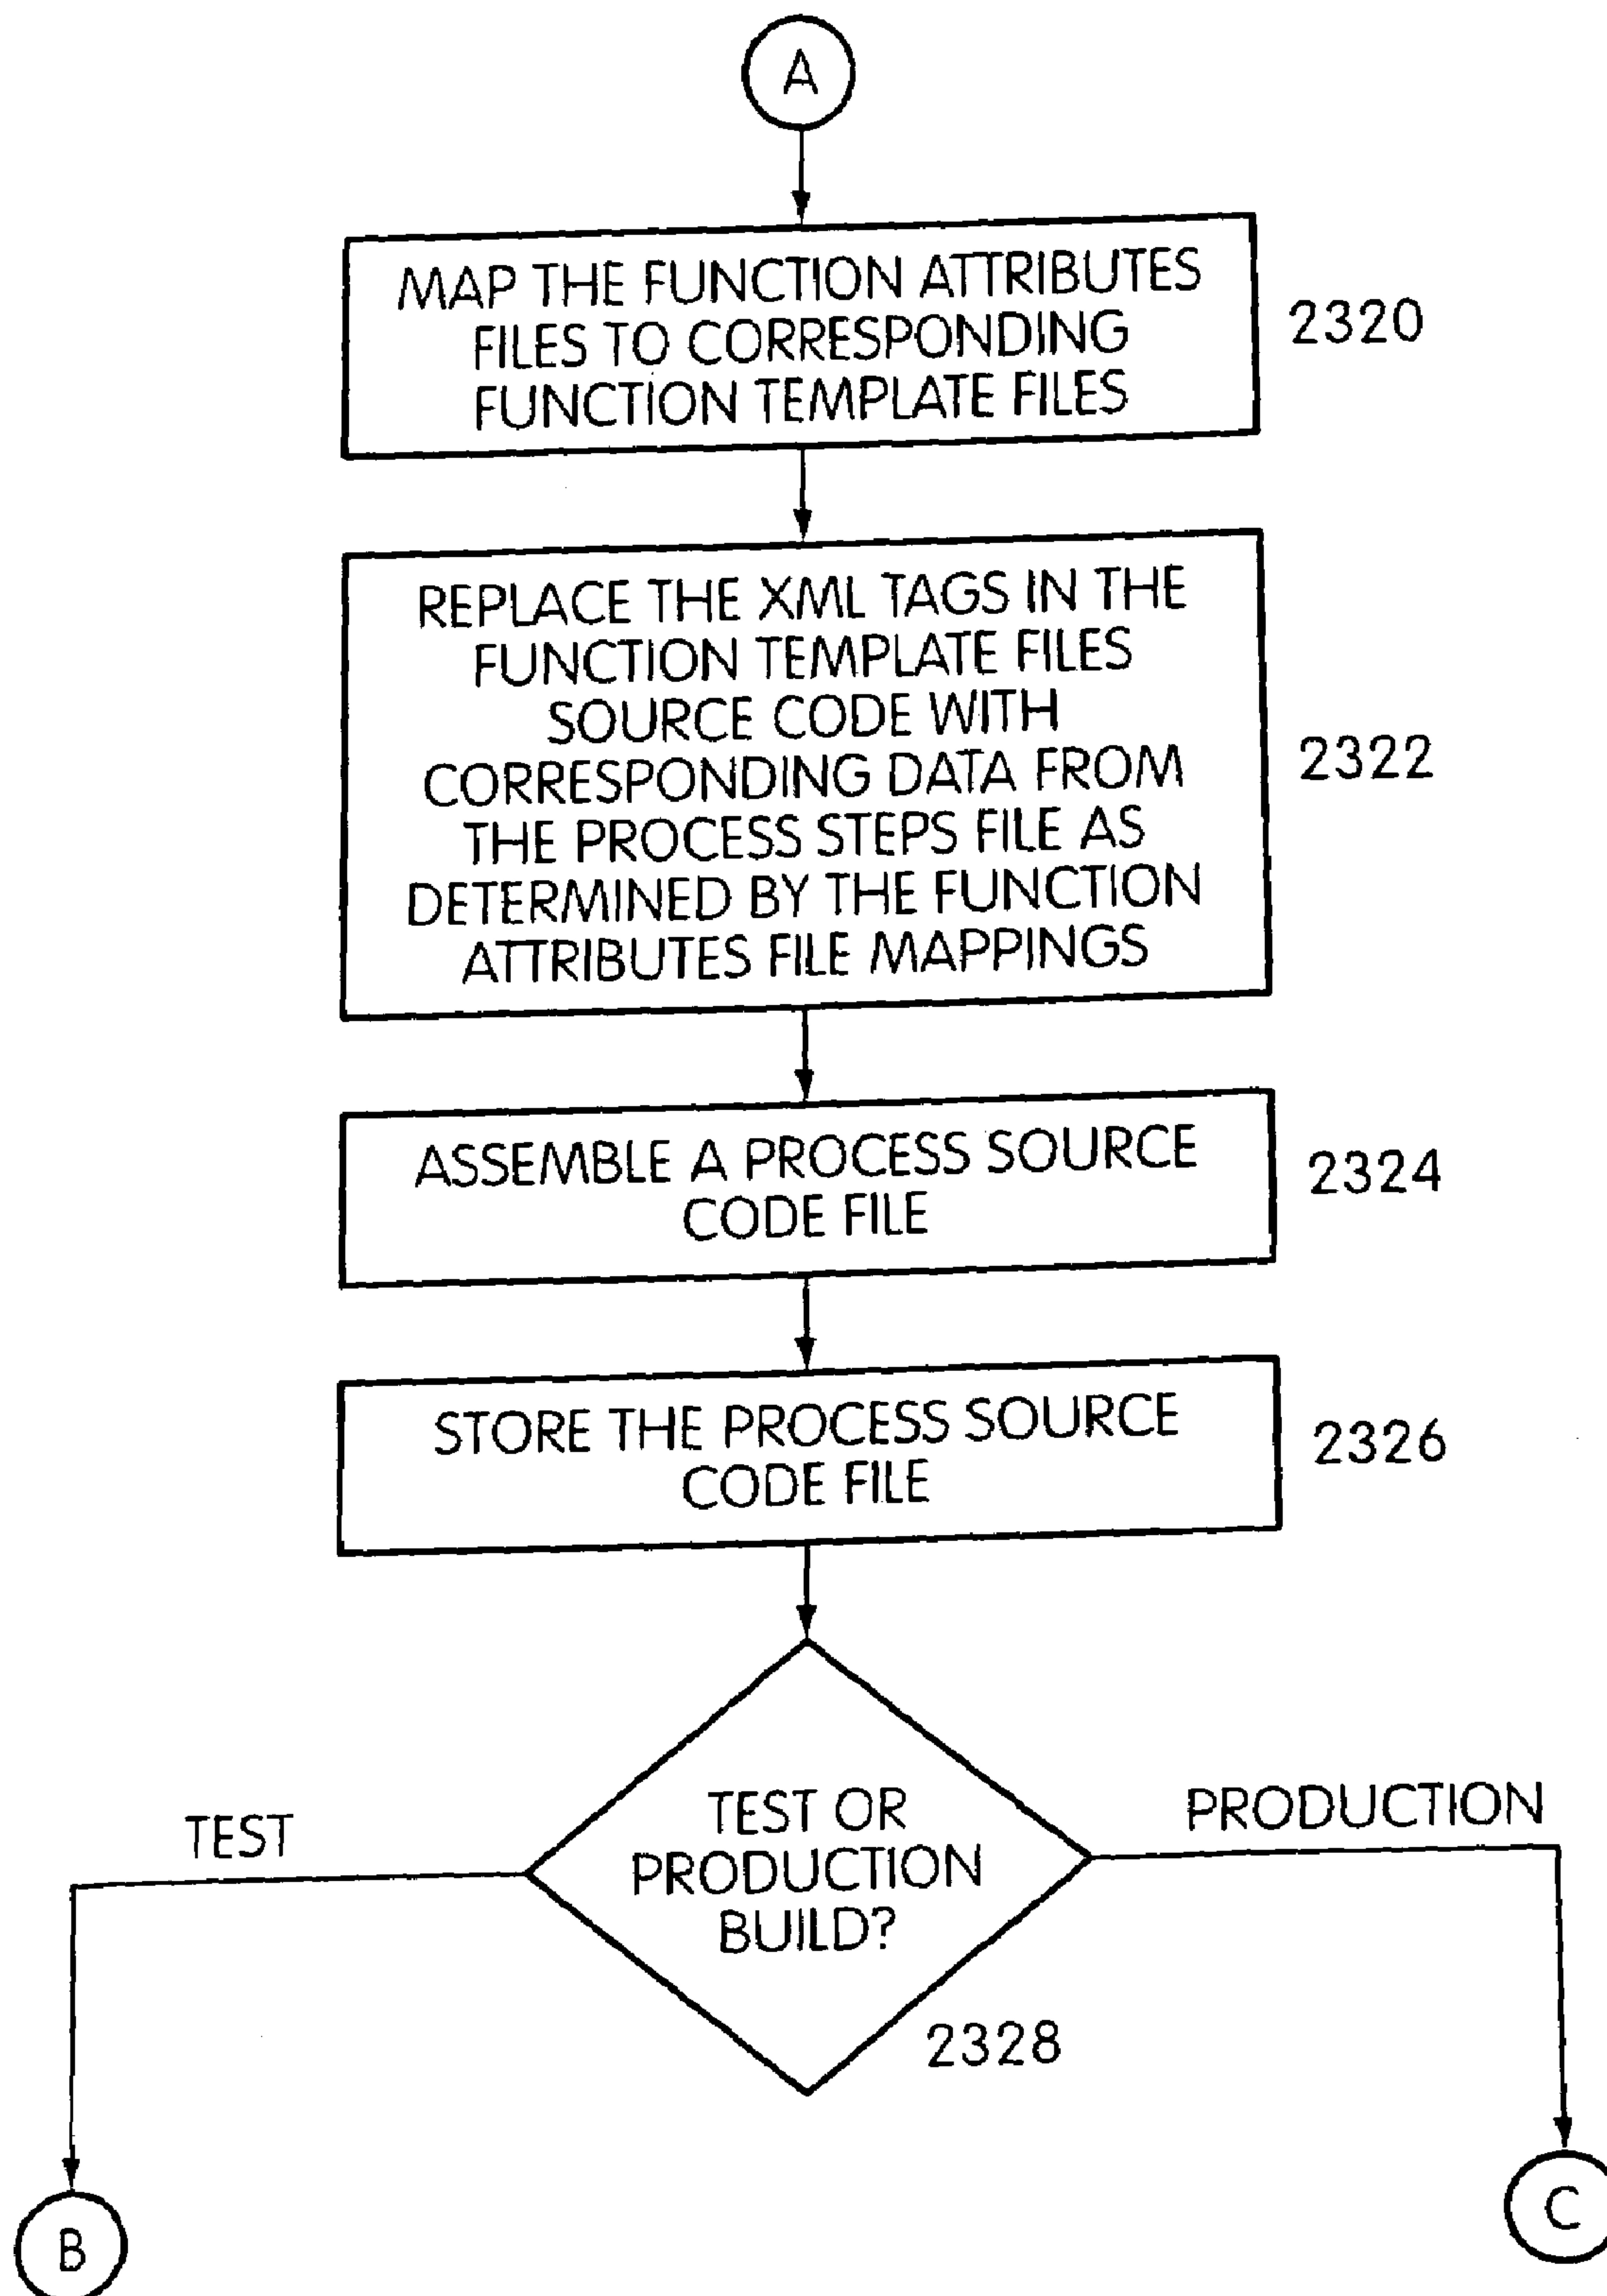 A
MAP THE FUNCTION ATTRIBUTES
FILES TO CORRESPONDING
FUNCTION TEMPLATE FILES
2320
REPLACE THE XML TAGS IN THE
FUNCTION TEMPLATE FILES
SOURCE CODE WITH
CORRESPONDING DATA FROM
THE PROCESS STEPS FILE AS
DETERMINED BY THE FUNCTION
ATTRIBUTES FILE MAPPINGS
2322
ASSEMBLE A PROCESS SOURCE
CODE FILE
2324
STORE THE PROCESS SOURCE
CODE FILE
2326
TEST
TEST OR
PRODUCTION
BUILD?
PRODUCTION
2328
B
C